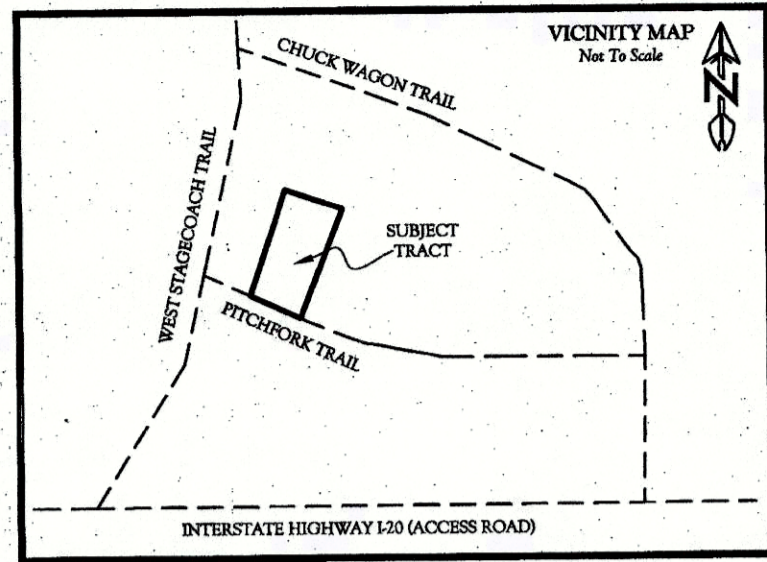 VICINITY MAP
Not To Scale
N
CHUCK WAGON TRAIL
WEST STAGECOACH TRAIL
SUBJECT
TRACT
PITCHFORK TRAIL
INTERSTATE HIGHWAY I-20 (ACCESS ROAD)